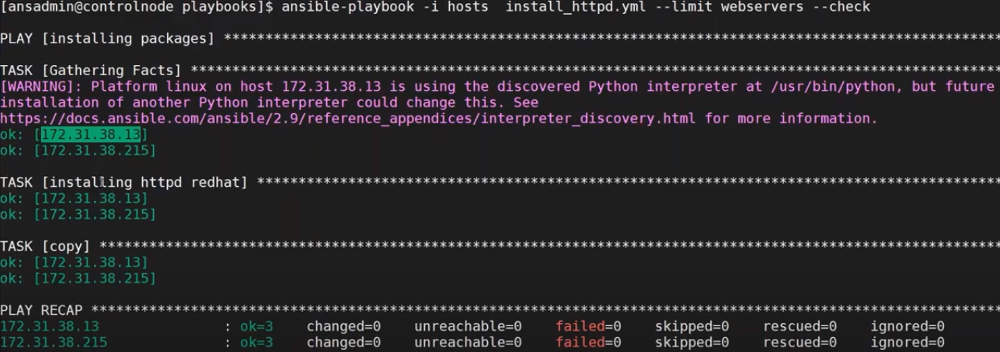 [ansadmin@controlnode playbooks]$ ansible-playbook -i hosts  install_httpd.yml --limit webservers --check
PLAY [installing packages] *********************************************************************************************
TASK [Gathering Facts] *************************************************************************************************
[WARNING]: Platform linux on host 172.31.38.13 is using the discovered Python interpreter at /usr/bin/python, but future
installation of another Python interpreter could change this. See
https://docs.ansible.com/ansible/2.9/reference_appendices/interpreter_discovery.html for more information.
ok: [172.31.38.13]
ok: [172.31.38.215]
TASK [installing httpd redhat] *****************************************************************************************
ok: [172.31.38.13]
ok: [172.31.38.215]
TASK [copy] ************************************************************************************************************
ok: [172.31.38.13]
ok: [172.31.38.215]
PLAY RECAP *************************************************************************************************************
172.31.38.13               : ok=3    changed=0    unreachable=0    failed=0    skipped=0    rescued=0    ignored=0
172.31.38.215              : ok=3    changed=0    unreachable=0    failed=0    skipped=0    rescued=0    ignored=0